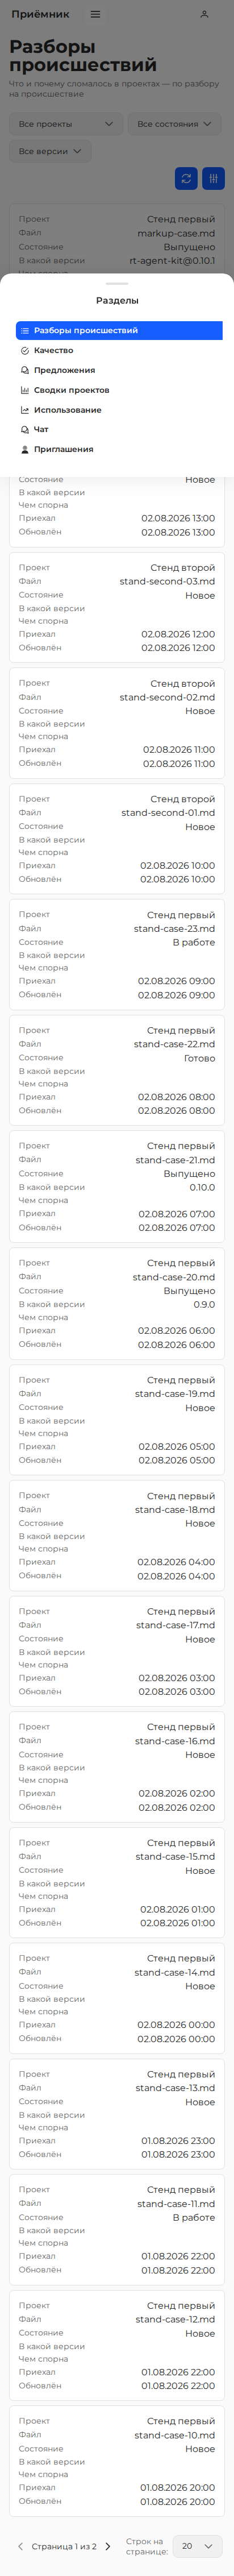 Приёмник
Разборы
происшествий
Что и почему сломалось в проектах — по разбору
на происшествие
Все проекты
Все состояния
Все версии
Проект Стенд первый
Файл markup-case.md
Состояние Выпущено
В какой версии rt-agent-kit@0.10.1
Разделы
Разборы происшествий
Качество
Предложения
Сводки проектов
Использование
Чат
Приглашения
Состояние Новое
В какой версии
Чем спорна
Приехал 02.08.2026 13:00
Обновлён 02.08.2026 13:00
Проект Стенд второй
Файл stand-second-03.md
Состояние Новое
В какой версии
Чем спорна
Приехал 02.08.2026 12:00
Обновлён 02.08.2026 12:00
Проект Стенд второй
Файл stand-second-02.md
Состояние Новое
В какой версии
Чем спорна
Приехал 02.08.2026 11:00
Обновлён 02.08.2026 11:00
Проект Стенд второй
Файл stand-second-01.md
Состояние Новое
В какой версии
Чем спорна
Приехал 02.08.2026 10:00
Обновлён 02.08.2026 10:00
Проект Стенд первый
Файл stand-case-23.md
Состояние В работе
В какой версии
Чем спорна
Приехал 02.08.2026 09:00
Обновлён 02.08.2026 09:00
Проект Стенд первый
Файл stand-case-22.md
Состояние Готово
В какой версии
Чем спорна
Приехал 02.08.2026 08:00
Обновлён 02.08.2026 08:00
Проект Стенд первый
Файл stand-case-21.md
Состояние Выпущено
В какой версии 0.10.0
Чем спорна
Приехал 02.08.2026 07:00
Обновлён 02.08.2026 07:00
Проект Стенд первый
Файл stand-case-20.md
Состояние Выпущено
В какой версии 0.9.0
Чем спорна
Приехал 02.08.2026 06:00
Обновлён 02.08.2026 06:00
Проект Стенд первый
Файл stand-case-19.md
Состояние Новое
В какой версии
Чем спорна
Приехал 02.08.2026 05:00
Обновлён 02.08.2026 05:00
Проект Стенд первый
Файл stand-case-18.md
Состояние Новое
В какой версии
Чем спорна
Приехал 02.08.2026 04:00
Обновлён 02.08.2026 04:00
Проект Стенд первый
Файл stand-case-17.md
Состояние Новое
В какой версии
Чем спорна
Приехал 02.08.2026 03:00
Обновлён 02.08.2026 03:00
Проект Стенд первый
Файл stand-case-16.md
Состояние Новое
В какой версии
Чем спорна
Приехал 02.08.2026 02:00
Обновлён 02.08.2026 02:00
Проект Стенд первый
Файл stand-case-15.md
Состояние Новое
В какой версии
Чем спорна
Приехал 02.08.2026 01:00
Обновлён 02.08.2026 01:00
Проект Стенд первый
Файл stand-case-14.md
Состояние Новое
В какой версии
Чем спорна
Приехал 02.08.2026 00:00
Обновлён 02.08.2026 00:00
Проект Стенд первый
Файл stand-case-13.md
Состояние Новое
В какой версии
Чем спорна
Приехал 01.08.2026 23:00
Обновлён 01.08.2026 23:00
Проект Стенд первый
Файл stand-case-11.md
Состояние В работе
В какой версии
Чем спорна
Приехал 01.08.2026 22:00
Обновлён 01.08.2026 22:00
Проект Стенд первый
Файл stand-case-12.md
Состояние Новое
В какой версии
Чем спорна
Приехал 01.08.2026 22:00
Обновлён 01.08.2026 22:00
Проект Стенд первый
Файл stand-case-10.md
Состояние Новое
В какой версии
Чем спорна
Приехал 01.08.2026 20:00
Обновлён 01.08.2026 20:00
Страница 1 из 2
Строк на
странице:
20